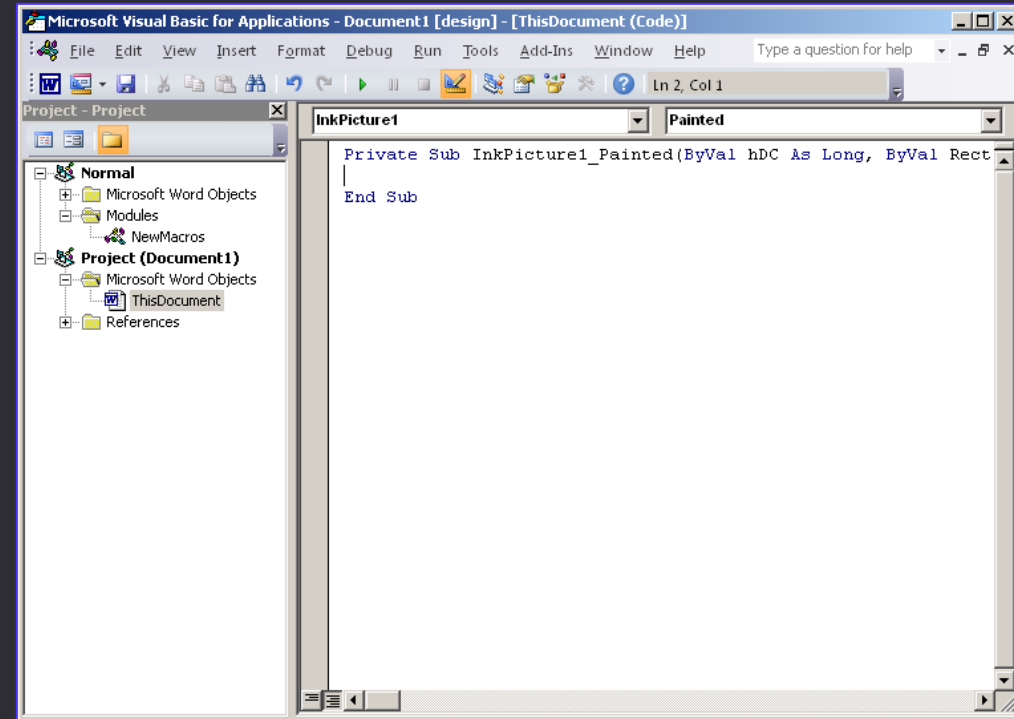 Microsoft Visual Basic for Applications - Document1 [design] - [ThisDocument (Code)]
File Edit View Insert Format Debug Run Tools Add-Ins Window Help Type a question for help
Ln 2, Col 1
Project - Project
InkPicture1 Painted
Normal
Microsoft Word Objects
Modules
NewMacros
Project (Document1)
Microsoft Word Objects
ThisDocument
References
Private Sub InkPicture1_Painted(ByVal hDC As Long, ByVal Rect
End Sub